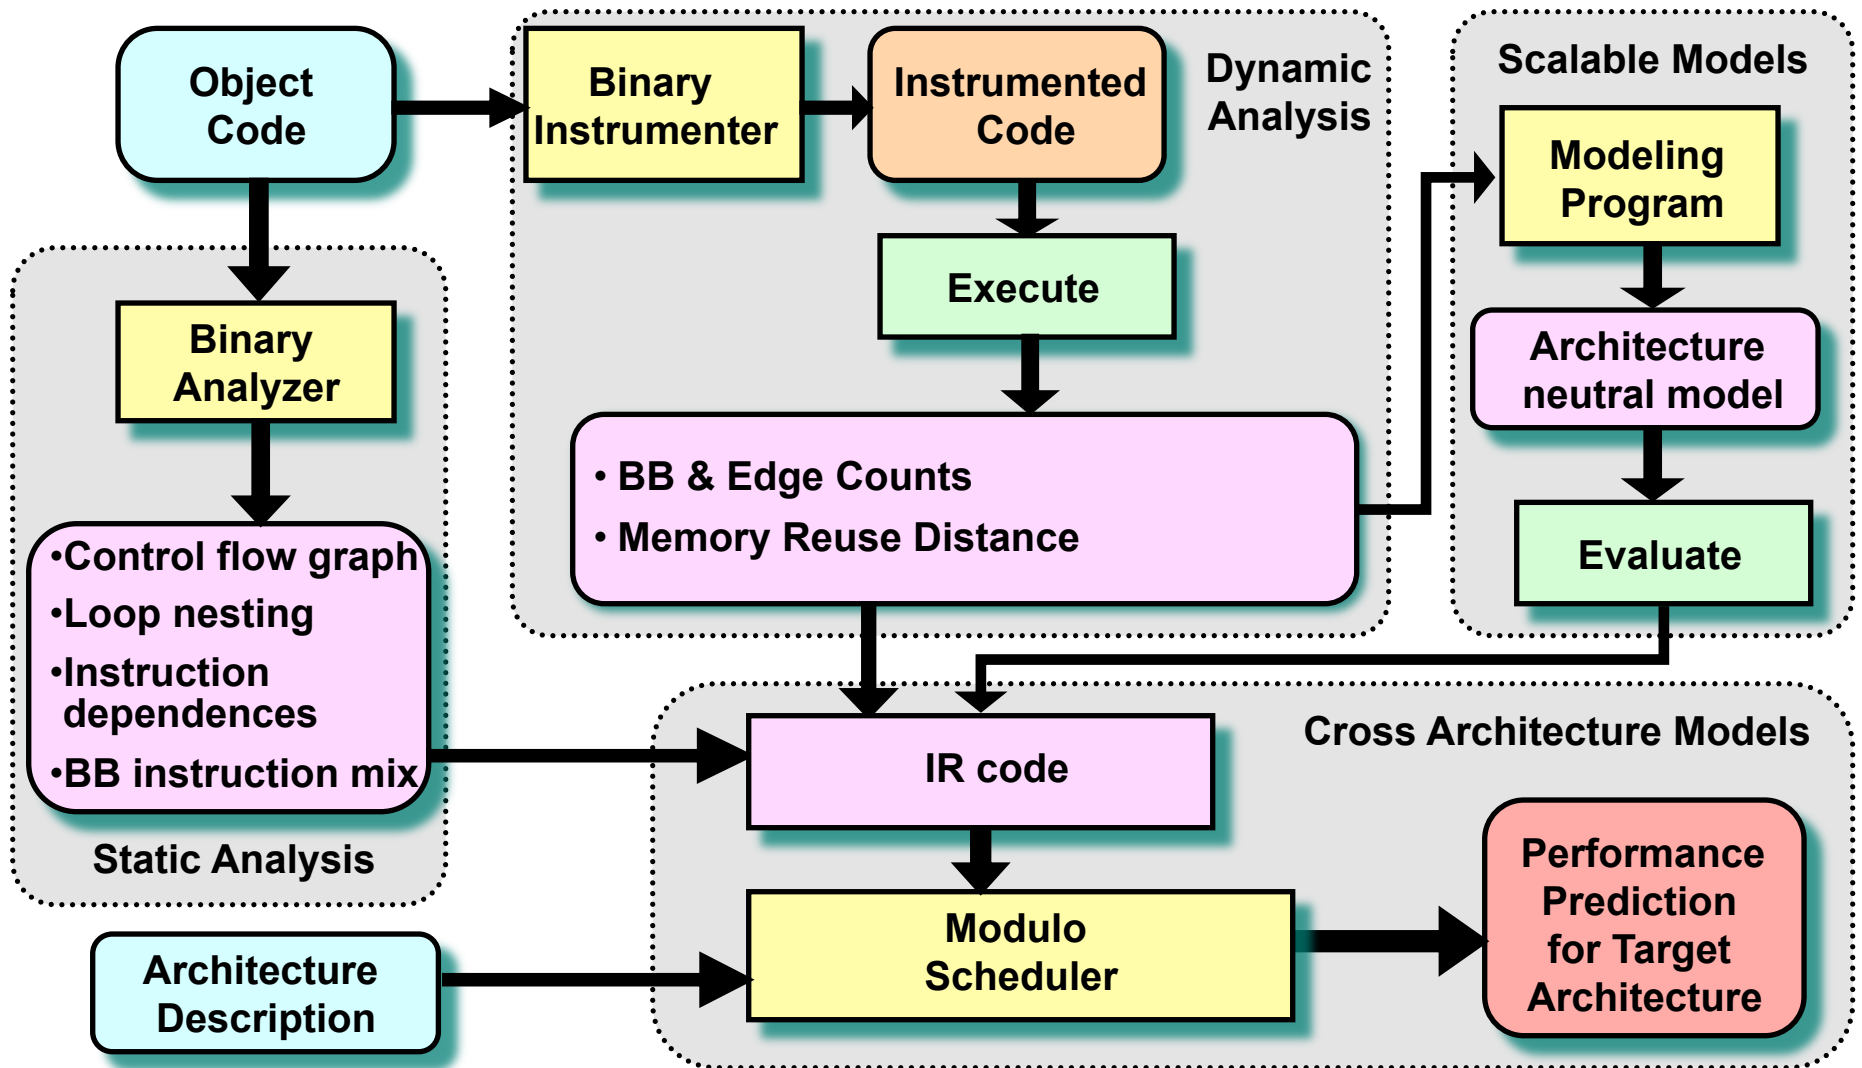 Object
Code
Binary
Instrumenter
Instrumented
Code
Dynamic
Analysis
Scalable Models
Modeling
Program
Execute
Binary
Analyzer
Architecture
neutral model
• BB & Edge Counts
• Memory Reuse Distance
Evaluate
•Control flow graph
•Loop nesting
•Instruction
dependences
•BB instruction mix
Static Analysis
Cross Architecture Models
IR code
Modulo
Scheduler
Performance
Prediction
for Target
Architecture
Architecture
Description